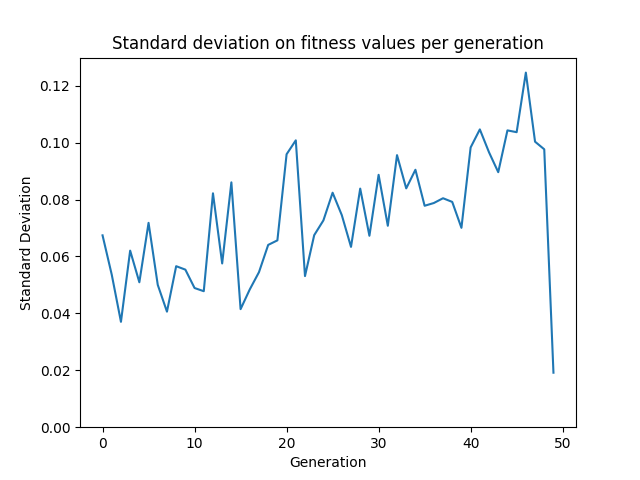 Standard deviation on fitness values per generation
0.12
0.10
0.08
0.06
0.04
0.02
0.00
Standard Deviation
0 10 20 30 40 50
Generation